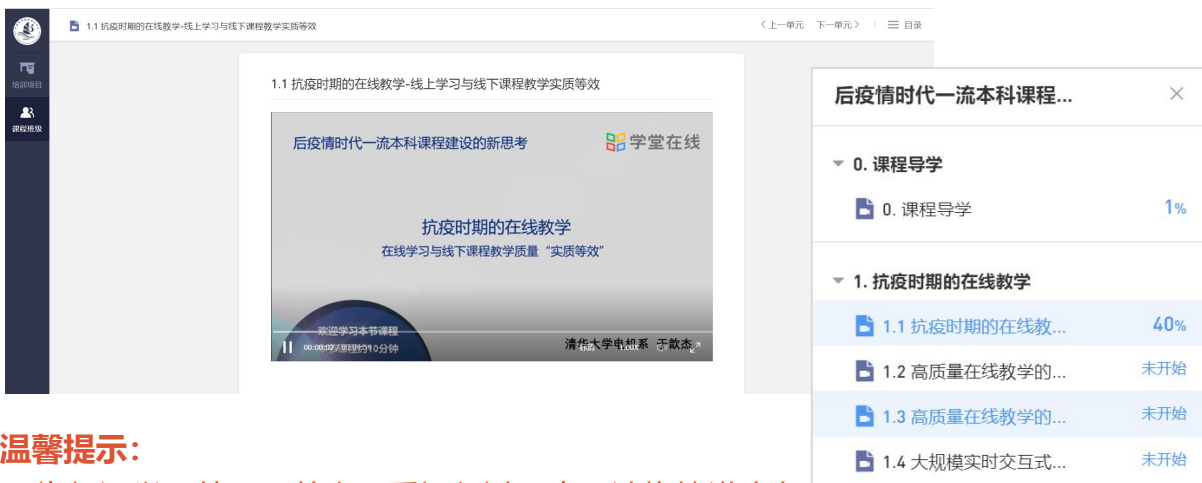 1.1 抗疫时期的在线教学-线上学习与线下课程教学实质等效
上一单元 下一单元 目录
培训项目
课程班级
1.1 抗疫时期的在线教学-线上学习与线下课程教学实质等效
后疫情时代一流本科课程建设的新思考
学堂在线
抗疫时期的在线教学
在线学习与线下课程教学质量“实质等效”
欢迎学习本节课程
清华大学电机系 于歆杰
后疫情时代一流本科课程...
0. 课程导学
0. 课程导学 1%
1. 抗疫时期的在线教学
1.1 抗疫时期的在线教... 40%
1.2 高质量在线教学的... 未开始
1.3 高质量在线教学的... 未开始
1.4 大规模实时交互式... 未开始
温馨提示：